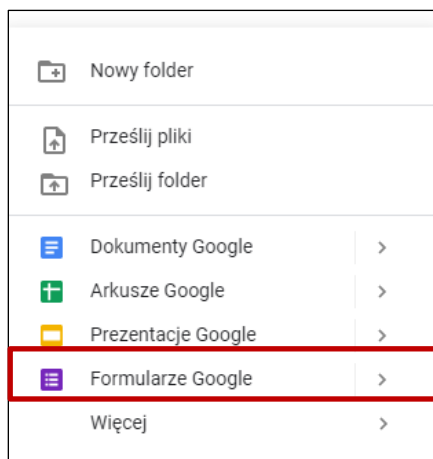 Nowy folder
Prześlij pliki
Prześlij folder
Dokumenty Google
Arkusze Google
Prezentacje Google
Formularze Google
Więcej